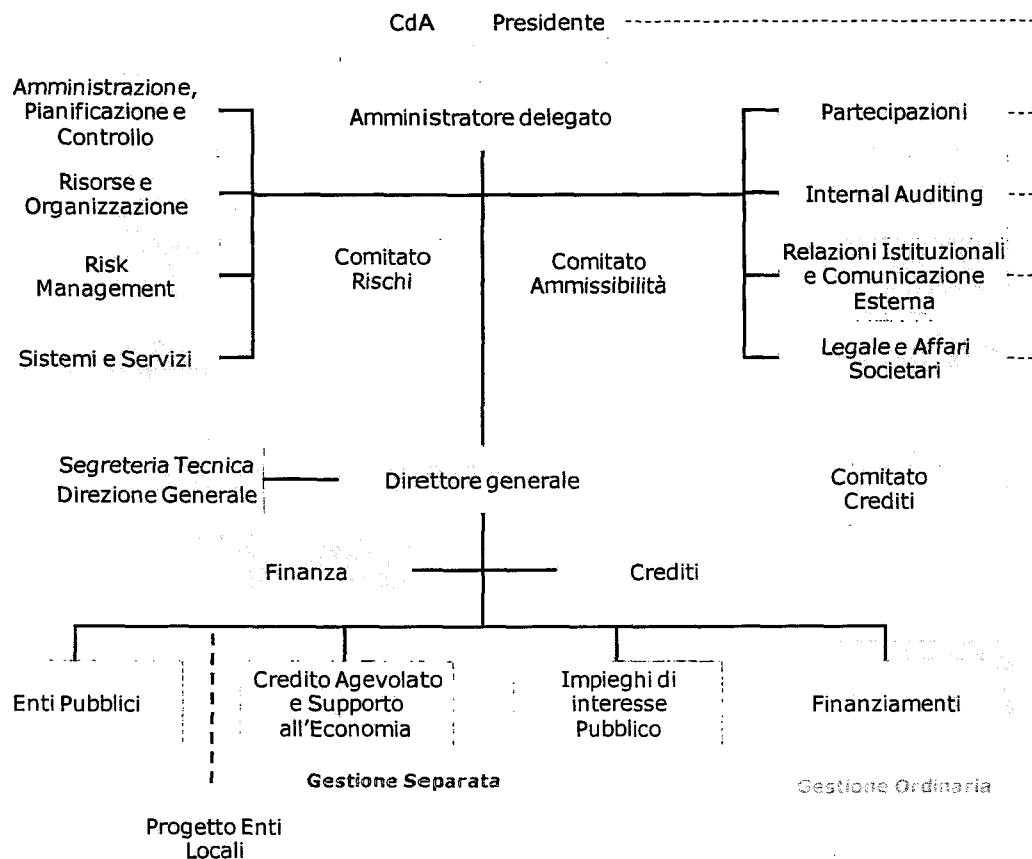 CdA Presidente
Amministrazione,
Pianificazione e
Controllo
Amministratore delegato
Partecipazioni
Risorse e
Organizzazione
Internal Auditing
Risk
Management
Comitato
Rischi
Comitato
Ammissibilità
Relazioni Istituzionali
e Comunicazione
Esterna
Sistemi e Servizi
Legale e Affari
Societari
Segreteria Tecnica
Direzione Generale
Direttore generale
Comitato
Crediti
Finanza
Crediti
Enti Pubblici
Credito Agevolato
e Supporto
all'Economia
Impieghi di
interesse
Pubblico
Finanziamenti
Gestione Separata
Gestione Ordinaria
Progetto Enti
Locali